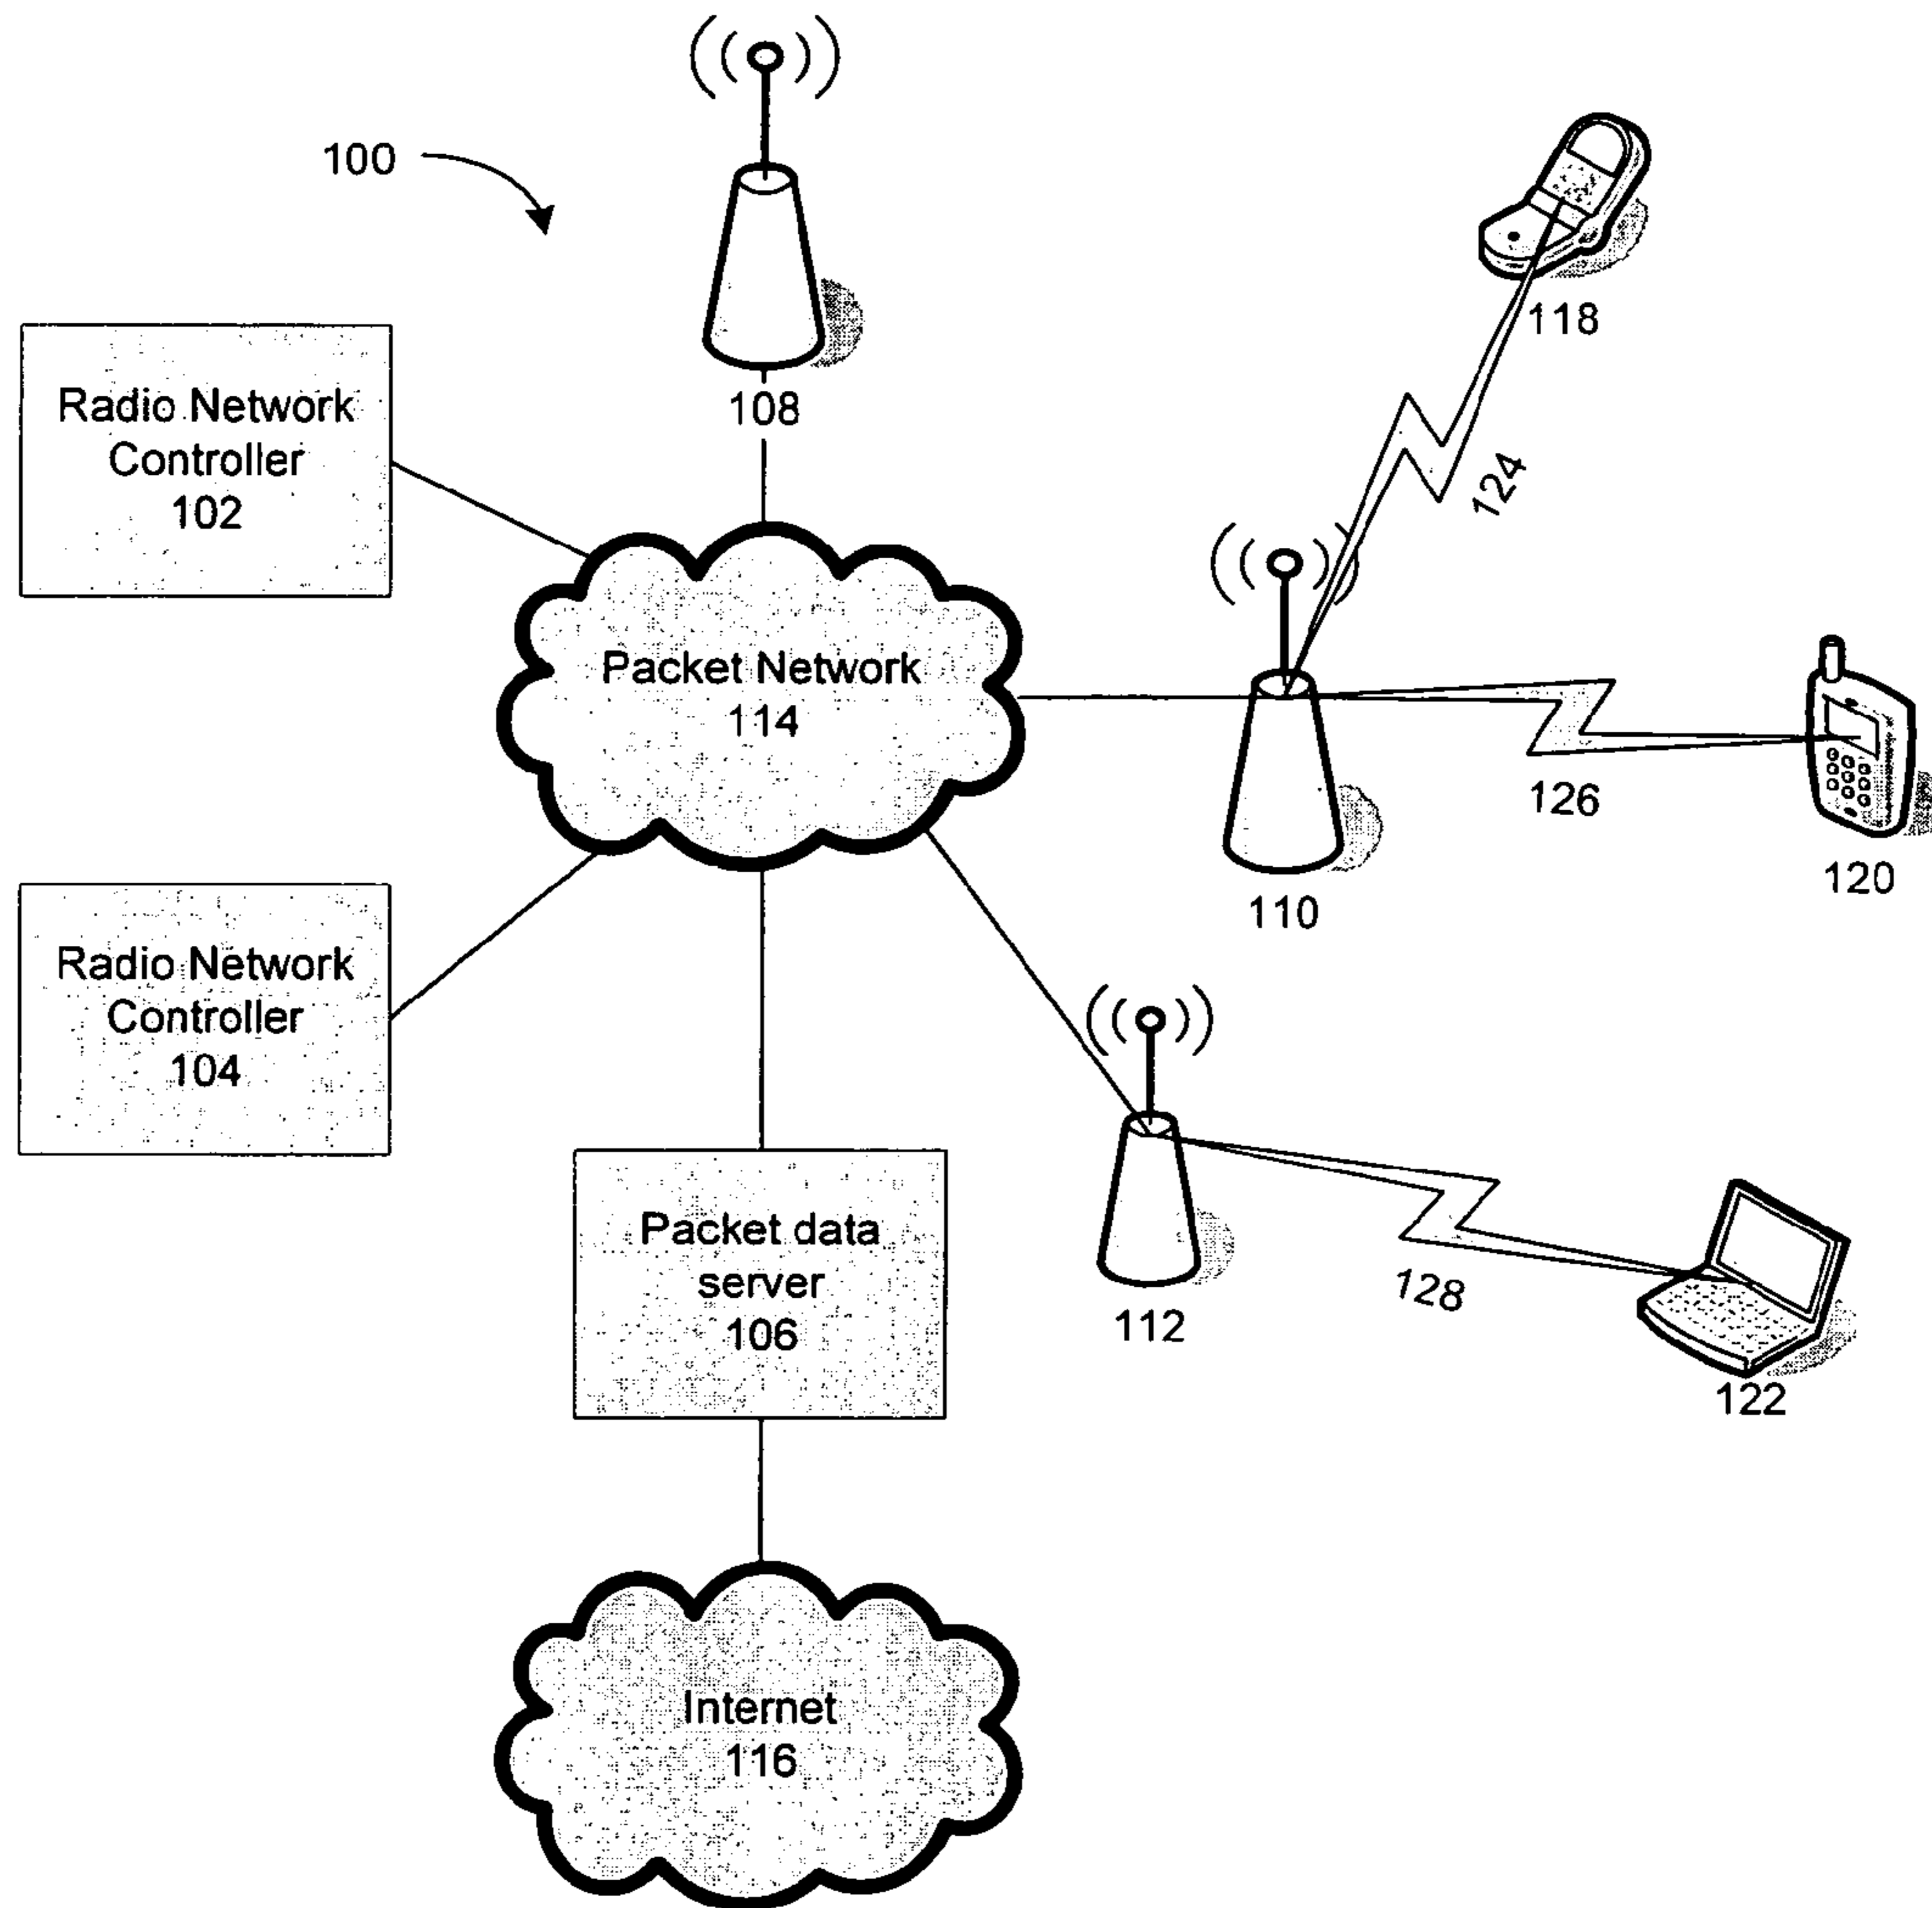 100
108
118
Radio Network
Controller
102
124
Packet Network
114
126
120
110
Radio Network
Controller
104
Packet data
server
106
112
128
122
Internet
116